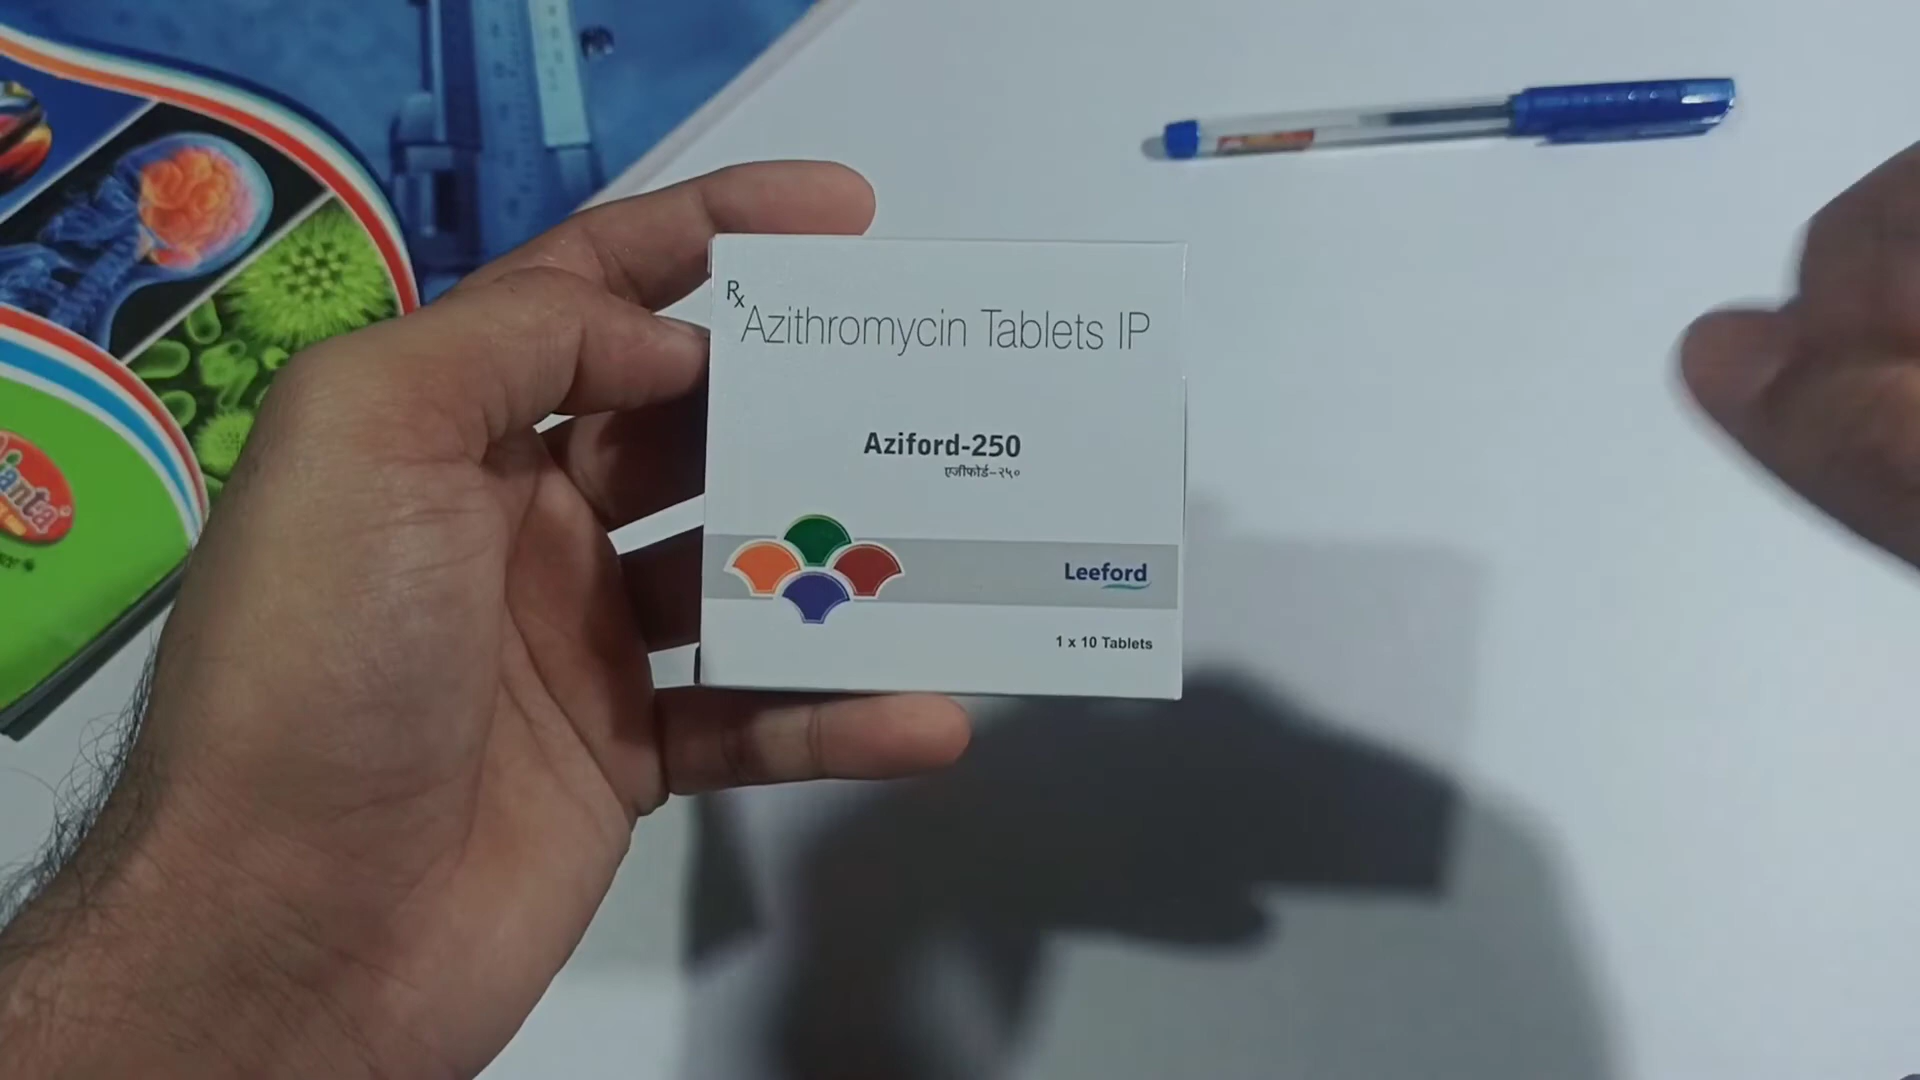 Rx
Azithromycin Tablets IP
Aziford-250
एजीफोर्ड–२५०
Leeford
1 x 10 Tablets